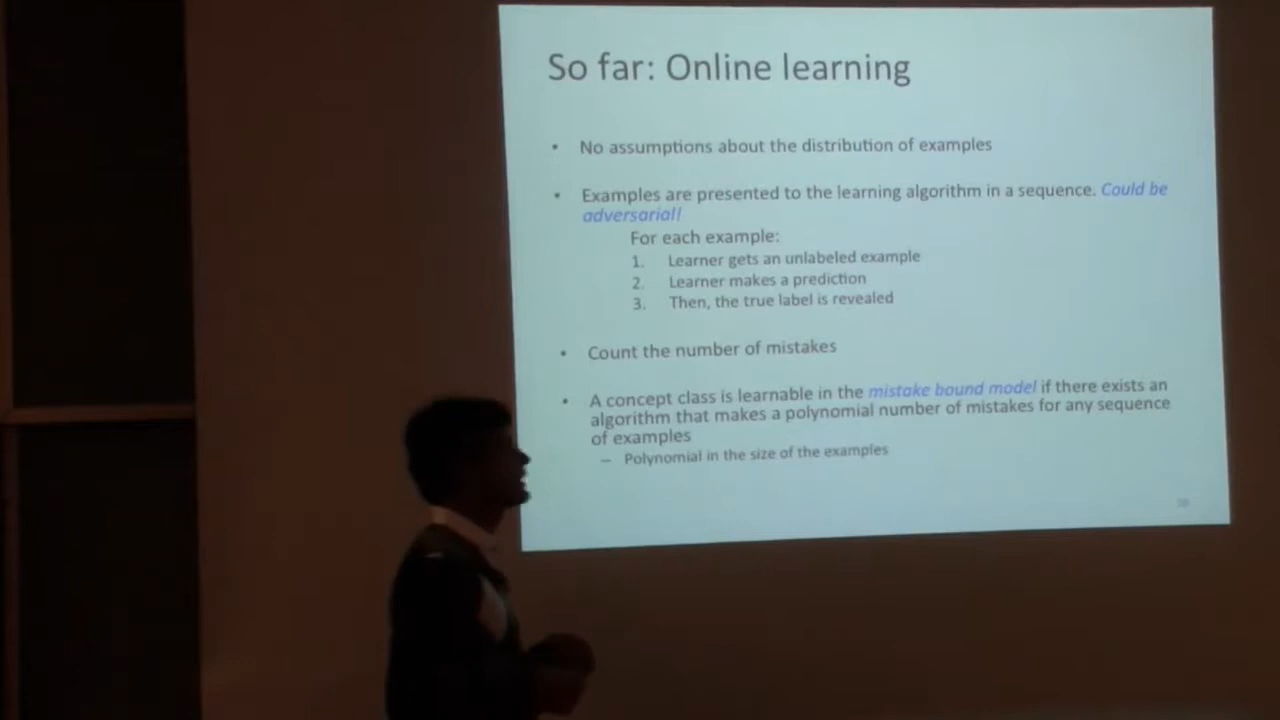 So far: Online learning
• No assumptions about the distribution of examples
• Examples are presented to the learning algorithm in a sequence. Could be
adversarial!
For each example:
1. Learner gets an unlabeled example
2. Learner makes a prediction
3. Then, the true label is revealed
• Count the number of mistakes
• A concept class is learnable in the mistake bound model if there exists an
algorithm that makes a polynomial number of mistakes for any sequence
of examples
– Polynomial in the size of the examples